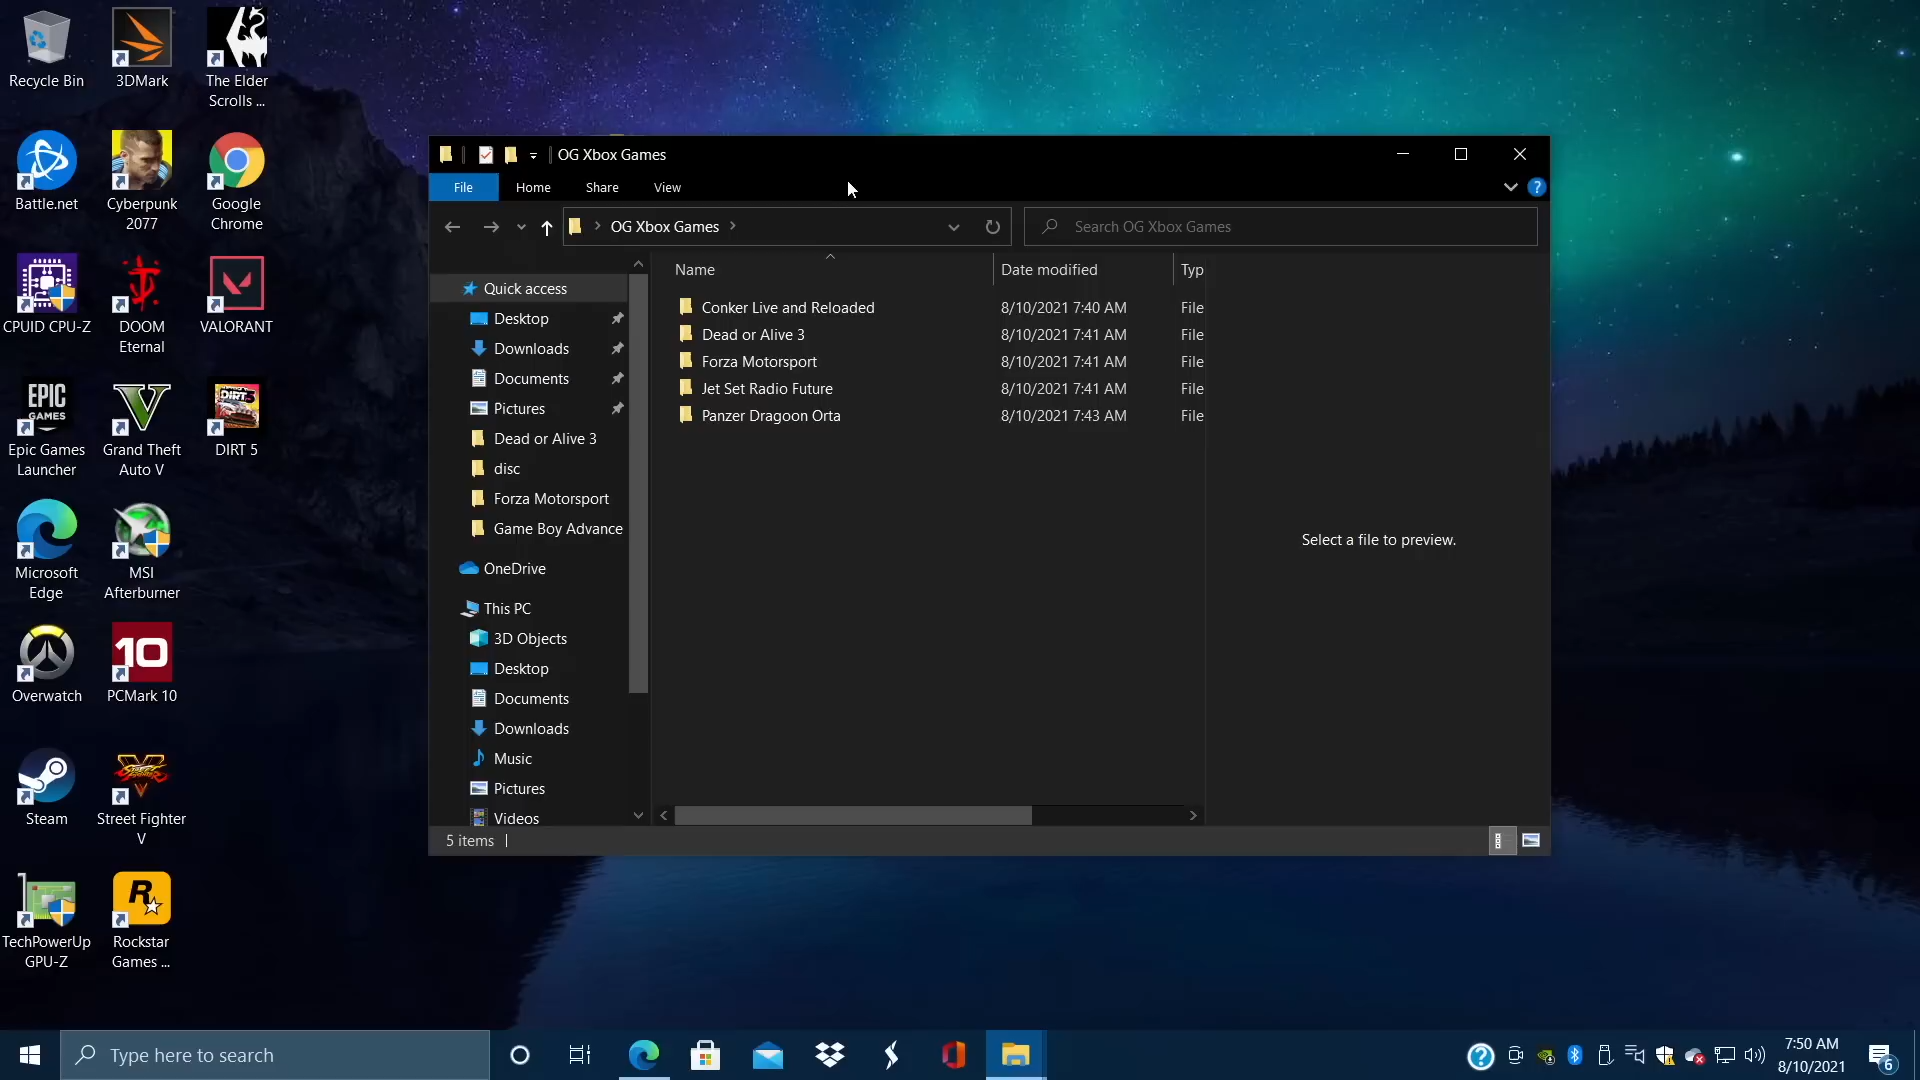 Recycle Bin
3DMark
The Elder
Scrolls ...
Battle.net
Cyberpunk
2077
Google
Chrome
CPUID CPU-Z
DOOM
Eternal
VALORANT
EPIC
GAMES
Epic Games
Launcher
Grand Theft
Auto V
DIRT 5
DIRT 5
Microsoft
Edge
MSI
Afterburner
Overwatch
10
PCMark 10
Steam
Street Fighter
V
TechPowerUp
GPU-Z
R
Rockstar
Games ...
OG Xbox Games
File Home Share View
?
> OG Xbox Games >
Search OG Xbox Games
Name Date modified Typ
Conker Live and Reloaded 8/10/2021 7:40 AM File
Dead or Alive 3 8/10/2021 7:41 AM File
Forza Motorsport 8/10/2021 7:41 AM File
Jet Set Radio Future 8/10/2021 7:41 AM File
Panzer Dragoon Orta 8/10/2021 7:43 AM File
Quick access
Desktop
Downloads
Documents
Pictures
Dead or Alive 3
disc
Forza Motorsport
Game Boy Advance
OneDrive
This PC
3D Objects
Desktop
Documents
Downloads
Music
Pictures
Videos
Select a file to preview.
5 items
Type here to search
?
7:50 AM
8/10/2021
6